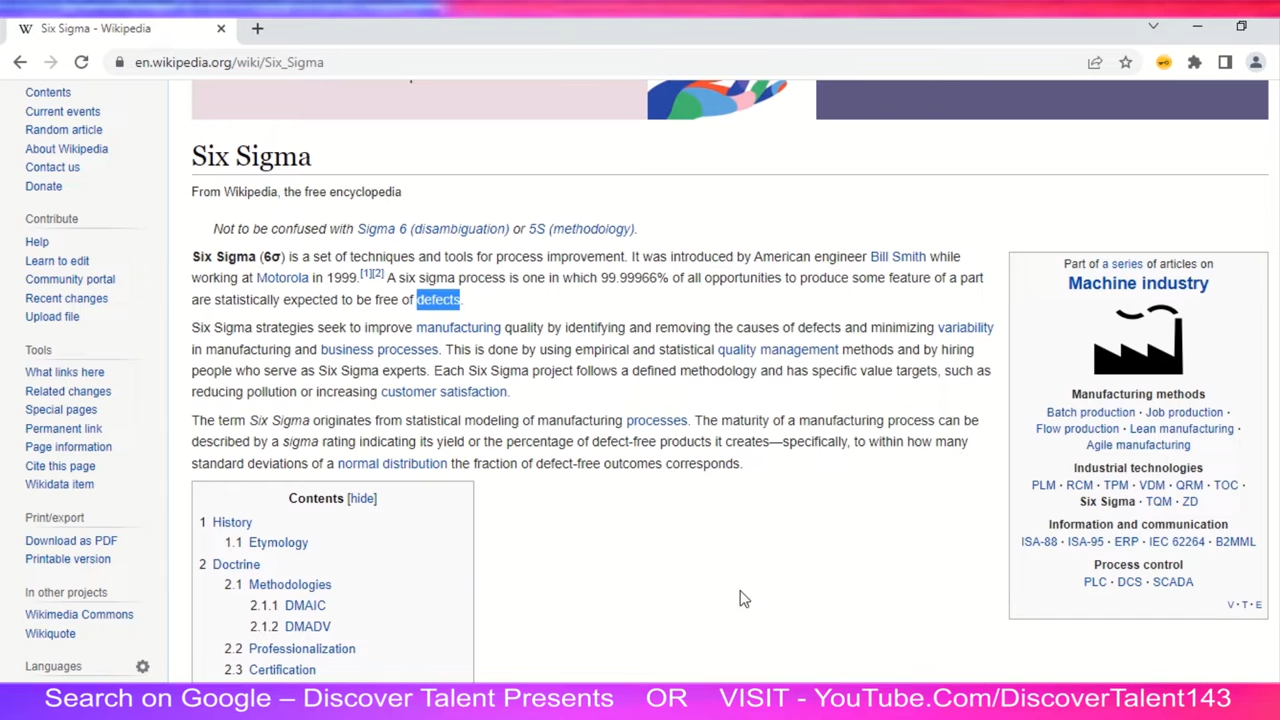 Six Sigma - Wikipedia
en.wikipedia.org/wiki/Six_Sigma
Contents
Current events
Random article
About Wikipedia
Contact us
Donate
Contribute
Help
Learn to edit
Community portal
Recent changes
Upload file
Tools
What links here
Related changes
Special pages
Permanent link
Page information
Cite this page
Wikidata item
Print/export
Download as PDF
Printable version
In other projects
Wikimedia Commons
Wikiquote
Languages
Six Sigma
From Wikipedia, the free encyclopedia
Not to be confused with Sigma 6 (disambiguation) or 5S (methodology).
Six Sigma (6σ) is a set of techniques and tools for process improvement. It was introduced by American engineer Bill Smith while
working at Motorola in 1999.[1][2] A six sigma process is one in which 99.99966% of all opportunities to produce some feature of a part
are statistically expected to be free of defects.
Six Sigma strategies seek to improve manufacturing quality by identifying and removing the causes of defects and minimizing variability
in manufacturing and business processes. This is done by using empirical and statistical quality management methods and by hiring
people who serve as Six Sigma experts. Each Six Sigma project follows a defined methodology and has specific value targets, such as
reducing pollution or increasing customer satisfaction.
The term Six Sigma originates from statistical modeling of manufacturing processes. The maturity of a manufacturing process can be
described by a sigma rating indicating its yield or the percentage of defect-free products it creates—specifically, to within how many
standard deviations of a normal distribution the fraction of defect-free outcomes corresponds.
Contents [hide]
1 History
1.1 Etymology
2 Doctrine
2.1 Methodologies
2.1.1 DMAIC
2.1.2 DMADV
2.2 Professionalization
2.3 Certification
Part of a series of articles on
Machine industry
Manufacturing methods
Batch production · Job production ·
Flow production · Lean manufacturing ·
Agile manufacturing
Industrial technologies
PLM · RCM · TPM · VDM · QRM · TOC ·
Six Sigma · TQM · ZD
Information and communication
ISA-88 · ISA-95 · ERP · IEC 62264 · B2MML
Process control
PLC · DCS · SCADA
V·T·E
Search on Google – Discover Talent Presents OR VISIT - YouTube.Com/DiscoverTalent143